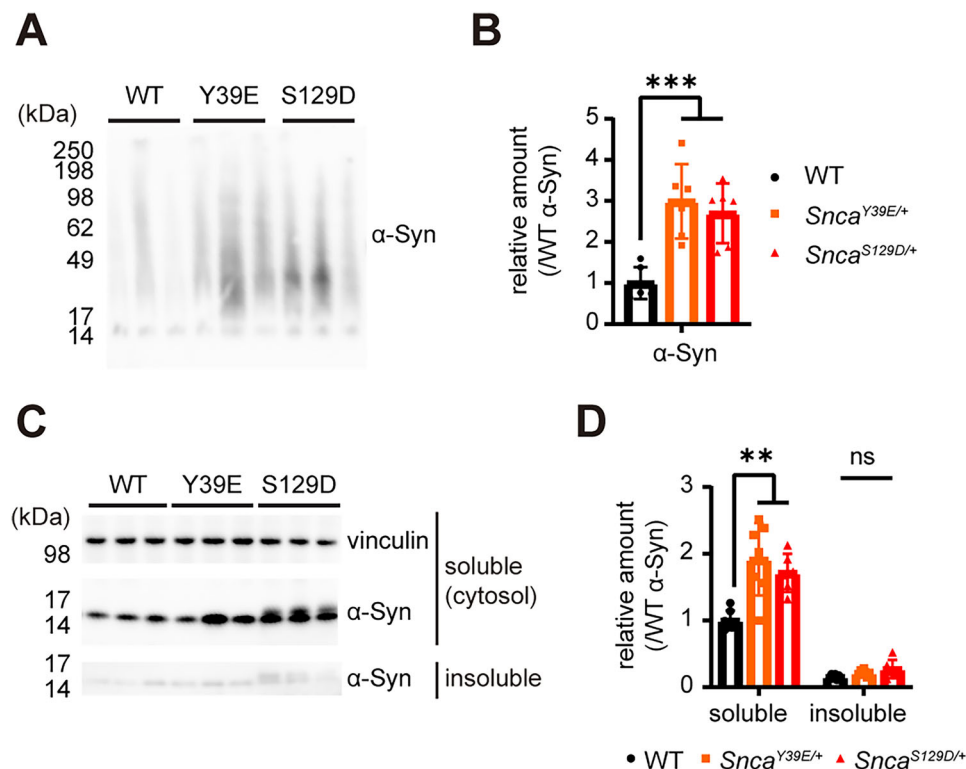 A
WT Y39E S129D
(kDa)
250
198
98
62
49
17
14
α-Syn
B
***
relative amount
(/WT α-Syn)
5
4
3
2
1
0
α-Syn
WT
Snca^Y39E/+
Snca^S129D/+
C
WT Y39E S129D
(kDa)
98
vinculin
17
14
α-Syn
soluble
(cytosol)
17
14
α-Syn
insoluble
D
** ns
relative amount
(/WT α-Syn)
3
2
1
0
soluble insoluble
WT Snca^Y39E/+ Snca^S129D/+